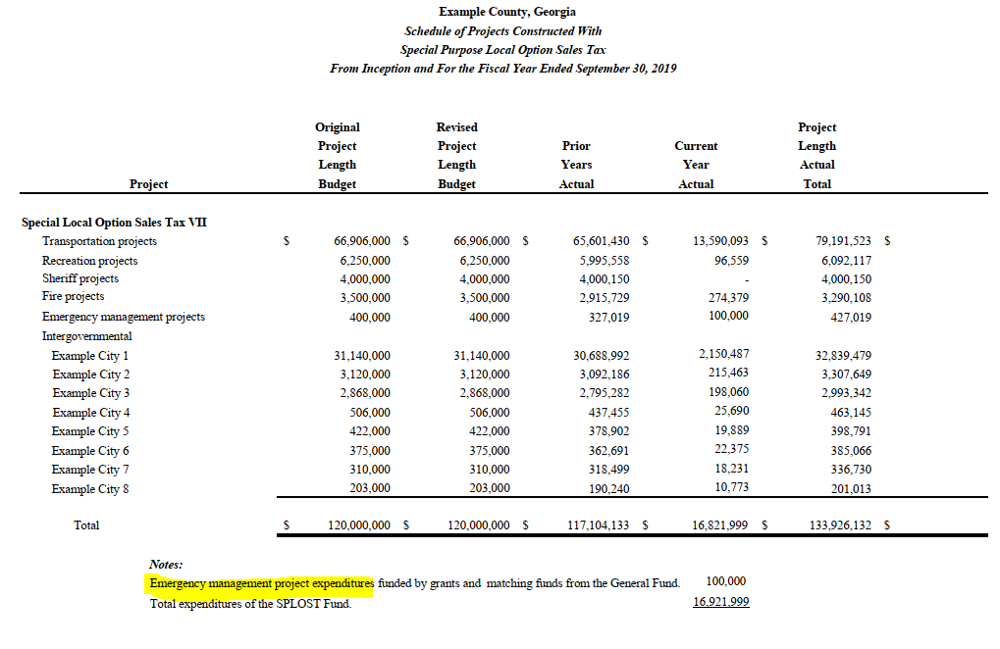 Example County, Georgia
Schedule of Projects Constructed With
Special Purpose Local Option Sales Tax
From Inception and For the Fiscal Year Ended September 30, 2019
Original Revised Project
Project Project Prior Current Length
Length Length Years Year Actual
Project Budget Budget Actual Actual Total
Special Local Option Sales Tax VII
Transportation projects $ 66,906,000 $ 66,906,000 $ 65,601,430 $ 13,590,093 $ 79,191,523 $
Recreation projects 6,250,000 6,250,000 5,995,558 96,559 6,092,117
Sheriff projects 4,000,000 4,000,000 4,000,150 - 4,000,150
Fire projects 3,500,000 3,500,000 2,915,729 274,379 3,290,108
Emergency management projects 400,000 400,000 327,019 100,000 427,019
Intergovernmental
Example City 1 31,140,000 31,140,000 30,688,992 2,150,487 32,839,479
Example City 2 3,120,000 3,120,000 3,092,186 215,463 3,307,649
Example City 3 2,868,000 2,868,000 2,795,282 198,060 2,993,342
Example City 4 506,000 506,000 437,455 25,690 463,145
Example City 5 422,000 422,000 378,902 19,889 398,791
Example City 6 375,000 375,000 362,691 22,375 385,066
Example City 7 310,000 310,000 318,499 18,231 336,730
Example City 8 203,000 203,000 190,240 10,773 201,013
Total $ 120,000,000 $ 120,000,000 $ 117,104,133 $ 16,821,999 $ 133,926,132 $
Notes:
Emergency management project expenditures funded by grants and matching funds from the General Fund. 100,000
Total expenditures of the SPLOST Fund. 16,921,999